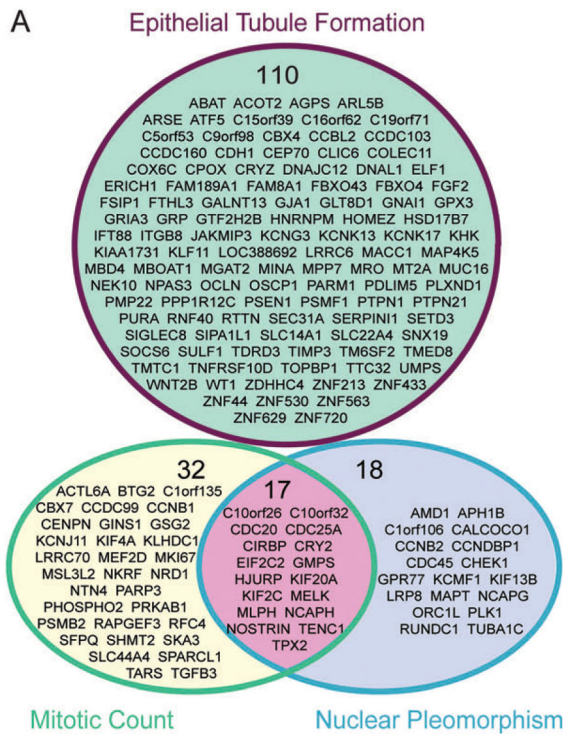 A
Epithelial Tubule Formation
110
ABAT ACOT2 AGPS ARL5B
ARSE ATF5 C15orf39 C16orf62 C19orf71
C5orf53 C9orf98 CBX4 CCBL2 CCDC103
CCDC160 CDH1 CEP70 CLIC6 COLEC11
COX6C CPOX CRYZ DNAJC12 DNAL1 ELF1
ERICH1 FAM189A1 FAM8A1 FBXO43 FBXO4 FGF2
FSIP1 FTHL3 GALNT13 GJA1 GLT8D1 GNAI1 GPX3
GRIA3 GRP GTF2H2B HNRNPM HOMEZ HSD17B7
IFT88 ITGB8 JAKMIP3 KCNG3 KCNK13 KCNK17 KHK
KIAA1731 KLF11 LOC388692 LRRC6 MACC1 MAP4K5
MBD4 MBOAT1 MGAT2 MINA MPP7 MRO MT2A MUC16
NEK10 NPAS3 OCLN OSCP1 PARM1 PDLIM5 PLXND1
PMP22 PPP1R12C PSEN1 PSMF1 PTPN1 PTPN21
PURA RNF40 RTTN SEC31A SERPINI1 SETD3
SIGLEC8 SIPA1L1 SLC14A1 SLC22A4 SNX19
SOCS6 SULF1 TDRD3 TIMP3 TM6SF2 TMED8
TMTC1 TNFRSF10D TOPBP1 TTC32 UMPS
WNT2B WT1 ZDHHC4 ZNF213 ZNF433
ZNF44 ZNF530 ZNF563
ZNF629 ZNF720
32
ACTL6A BTG2 C1orf135
CBX7 CCDC99 CCNB1
CENPN GINS1 GSG2
KCNJ11 KIF4A KLHDC1
LRRC70 MEF2D MKI67
MSL3L2 NKRF NRD1
NTN4 PARP3
PHOSPHO2 PRKAB1
PSMB2 RAPGEF3 RFC4
SFPQ SHMT2 SKA3
SLC44A4 SPARCL1
TARS TGFB3
17
C10orf26 C10orf32
CDC20 CDC25A
CIRBP CRY2
EIF2C2 GMPS
HJURP KIF20A
KIF2C MELK
MLPH NCAPH
NOSTRIN TENC1
TPX2
18
AMD1 APH1B
C1orf106 CALCOCO1
CCNB2 CCNDBP1
CDC45 CHEK1
GPR77 KCMF1 KIF13B
LRP8 MAPT NCAPG
ORC1L PLK1
RUNDC1 TUBA1C
Mitotic Count
Nuclear Pleomorphism